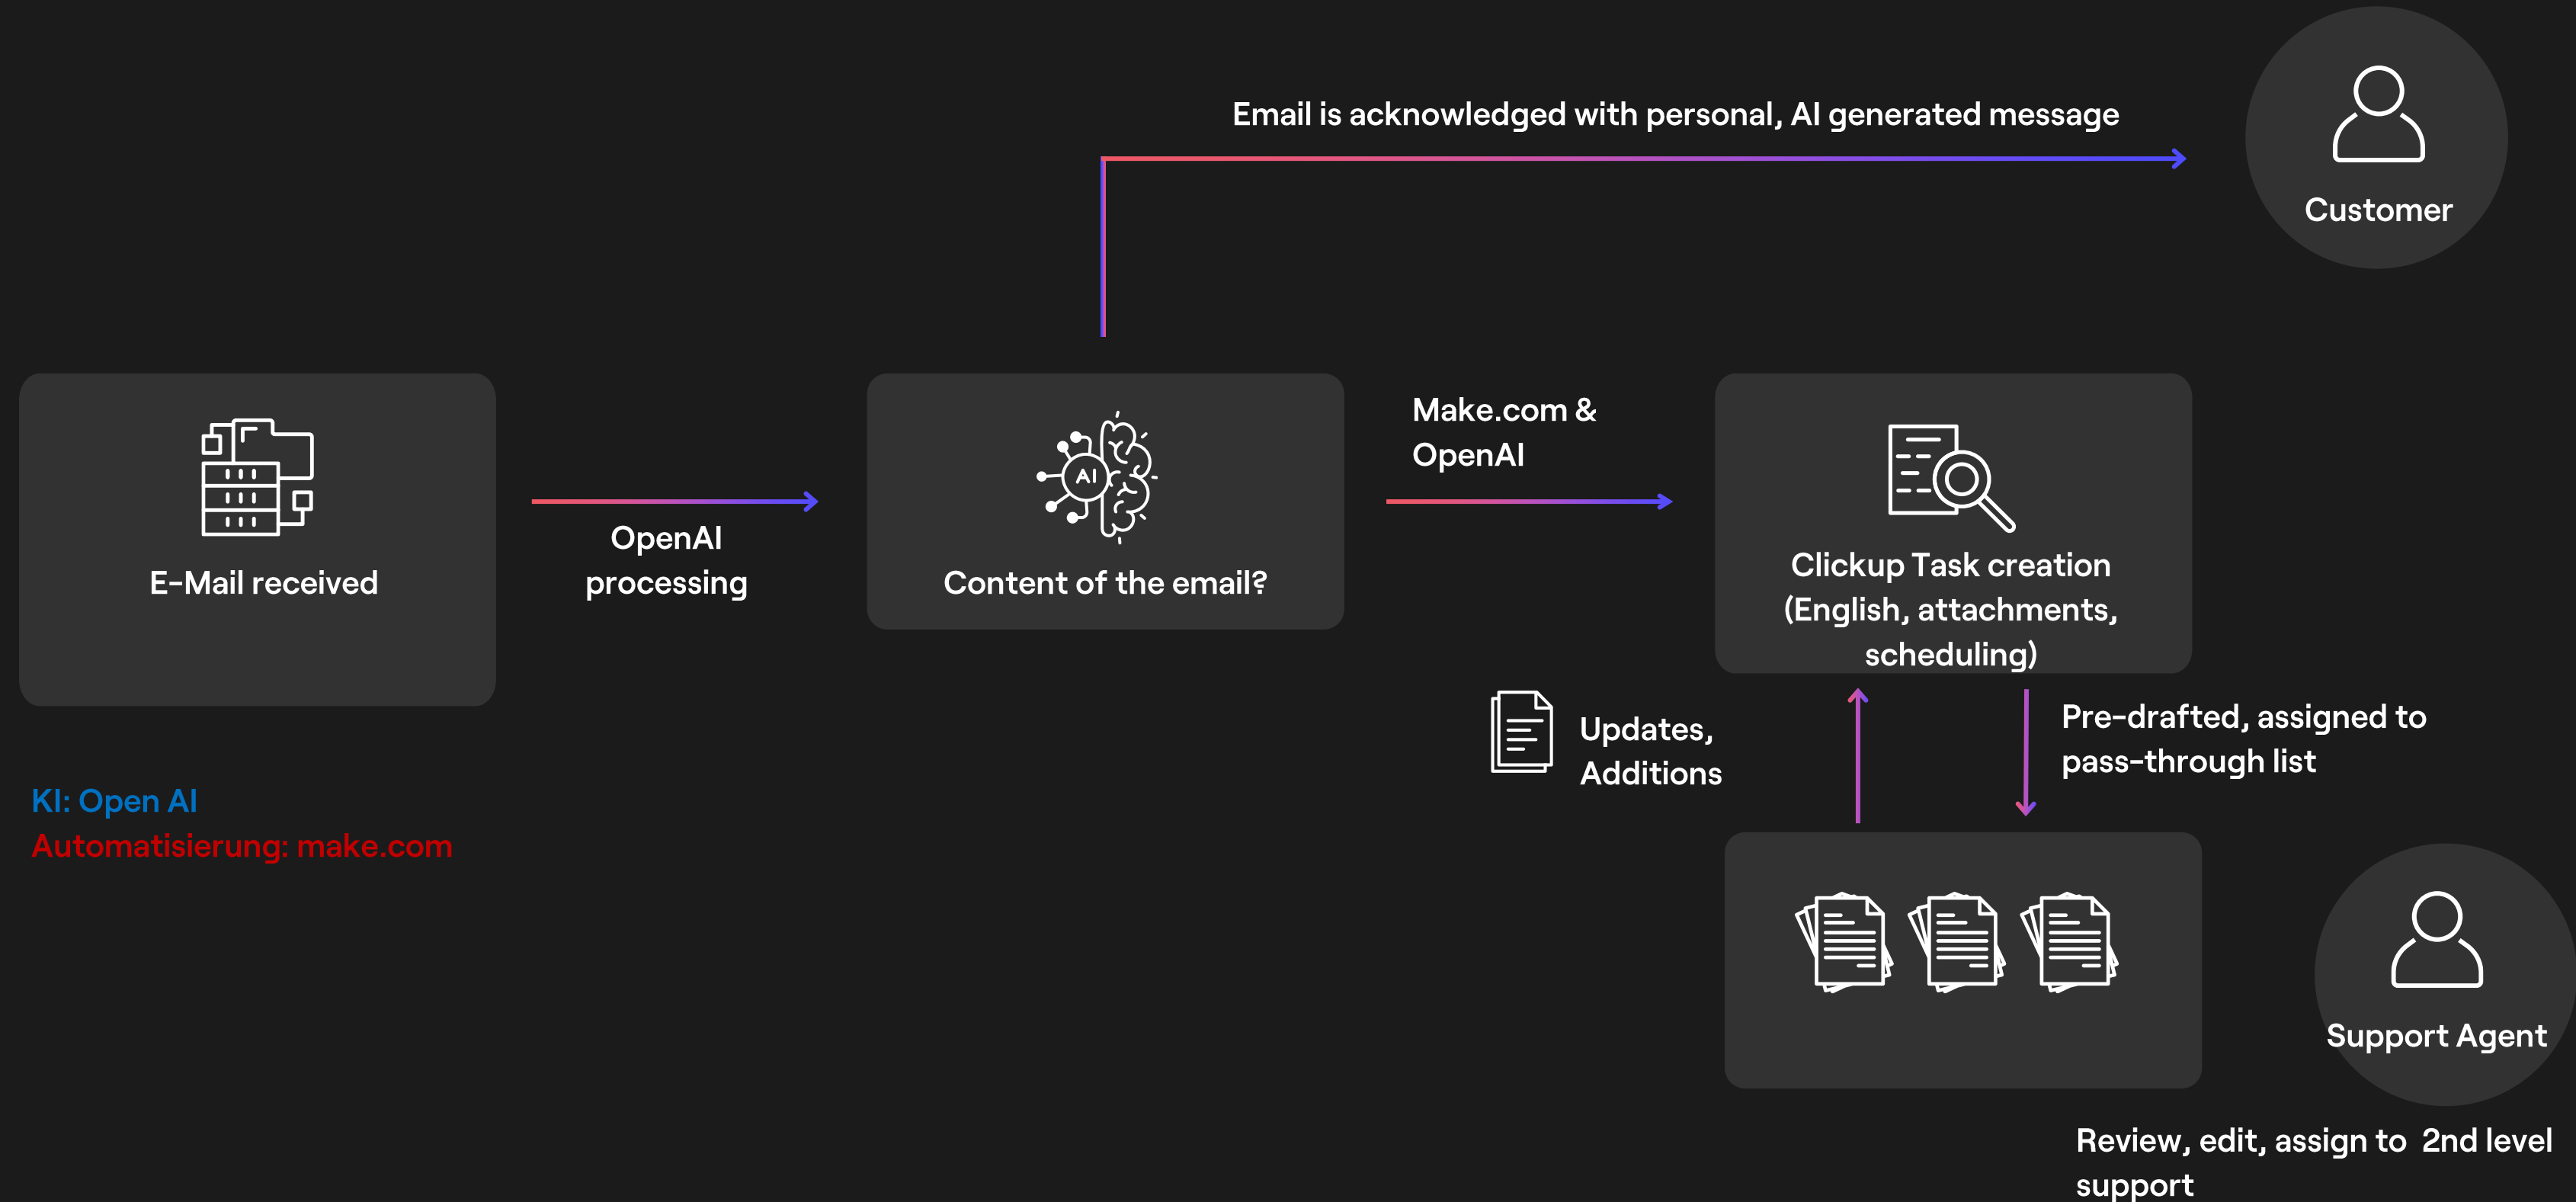 Email is acknowledged with personal, AI generated message
Customer
E-Mail received
OpenAI
processing
AI
Content of the email?
Make.com &
OpenAI
Clickup Task creation
(English, attachments,
scheduling)
Updates,
Additions
Pre-drafted, assigned to
pass-through list
KI: Open AI
Automatisierung: make.com
Support Agent
Review, edit, assign to 2nd level
support